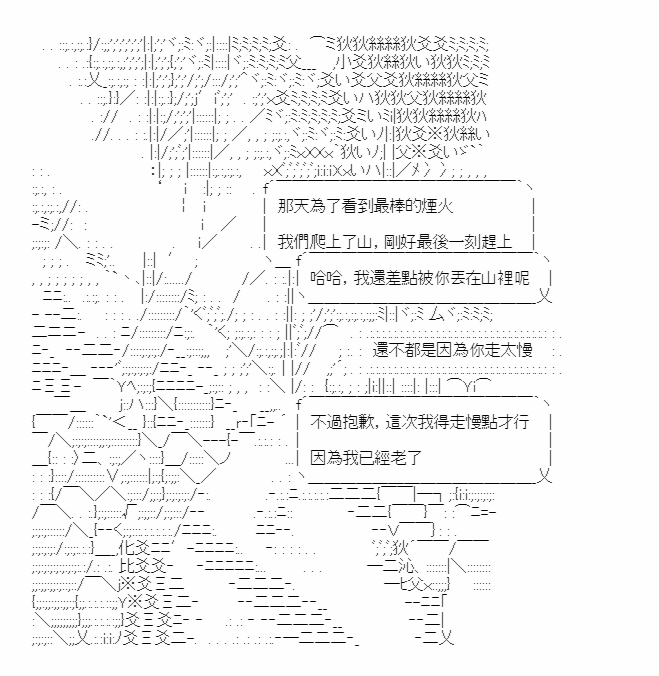 那天為了看到最棒的煙火
我們爬上了山，剛好最後一刻趕上
哈哈，我還差點被你丟在山裡呢
還不都是因為你走太慢
不過抱歉，這次我得走慢點才行
因為我已經老了